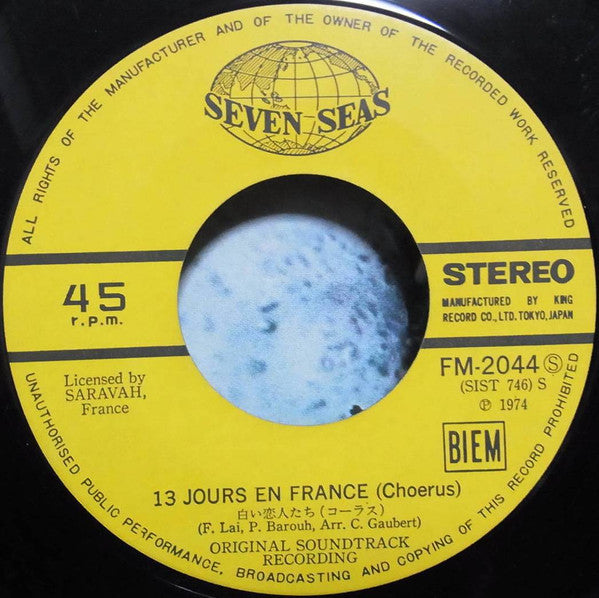 ALL RIGHTS OF THE MANUFACTURER AND OF THE OWNER OF THE RECORDED WORK RESERVED
SEVEN SEAS
45
r.p.m.
STEREO
MANUFACTURED BY KING
RECORD CO., LTD. TOKYO, JAPAN
Licensed by
SARAVAH,
France
FM-2044 Ⓢ
(SIST 746) S
℗ 1974
BIEM
13 JOURS EN FRANCE (Choerus)
白い恋人たち (コーラス)
(F. Lai, P. Barouh, Arr. C. Gaubert)
ORIGINAL SOUNDTRACK
RECORDING
UNAUTHORISED PUBLIC PERFORMANCE, BROADCASTING AND COPYING OF THIS RECORD PROHIBITED